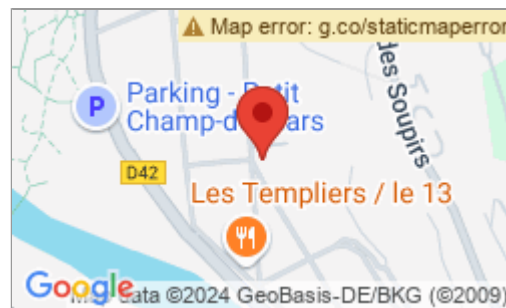 Map error: g.co/staticmaperror
des Soupirs
Parking - Petit
Champ-de-Mars
P
D42
Les Templiers / le 13
Google
Map data ©2024 GeoBasis-DE/BKG (©2009)